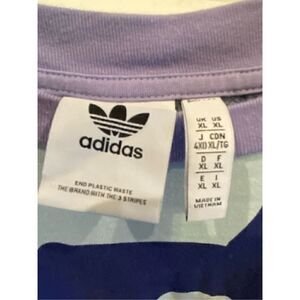 adidas
END PLASTIC WASTE
THE BRAND WITH THE 3 STRIPES
UK US
XL XL
J CDN
4XO XL/TG
D F
XL XL
E I
XL XL
MADE IN
VIETNAM